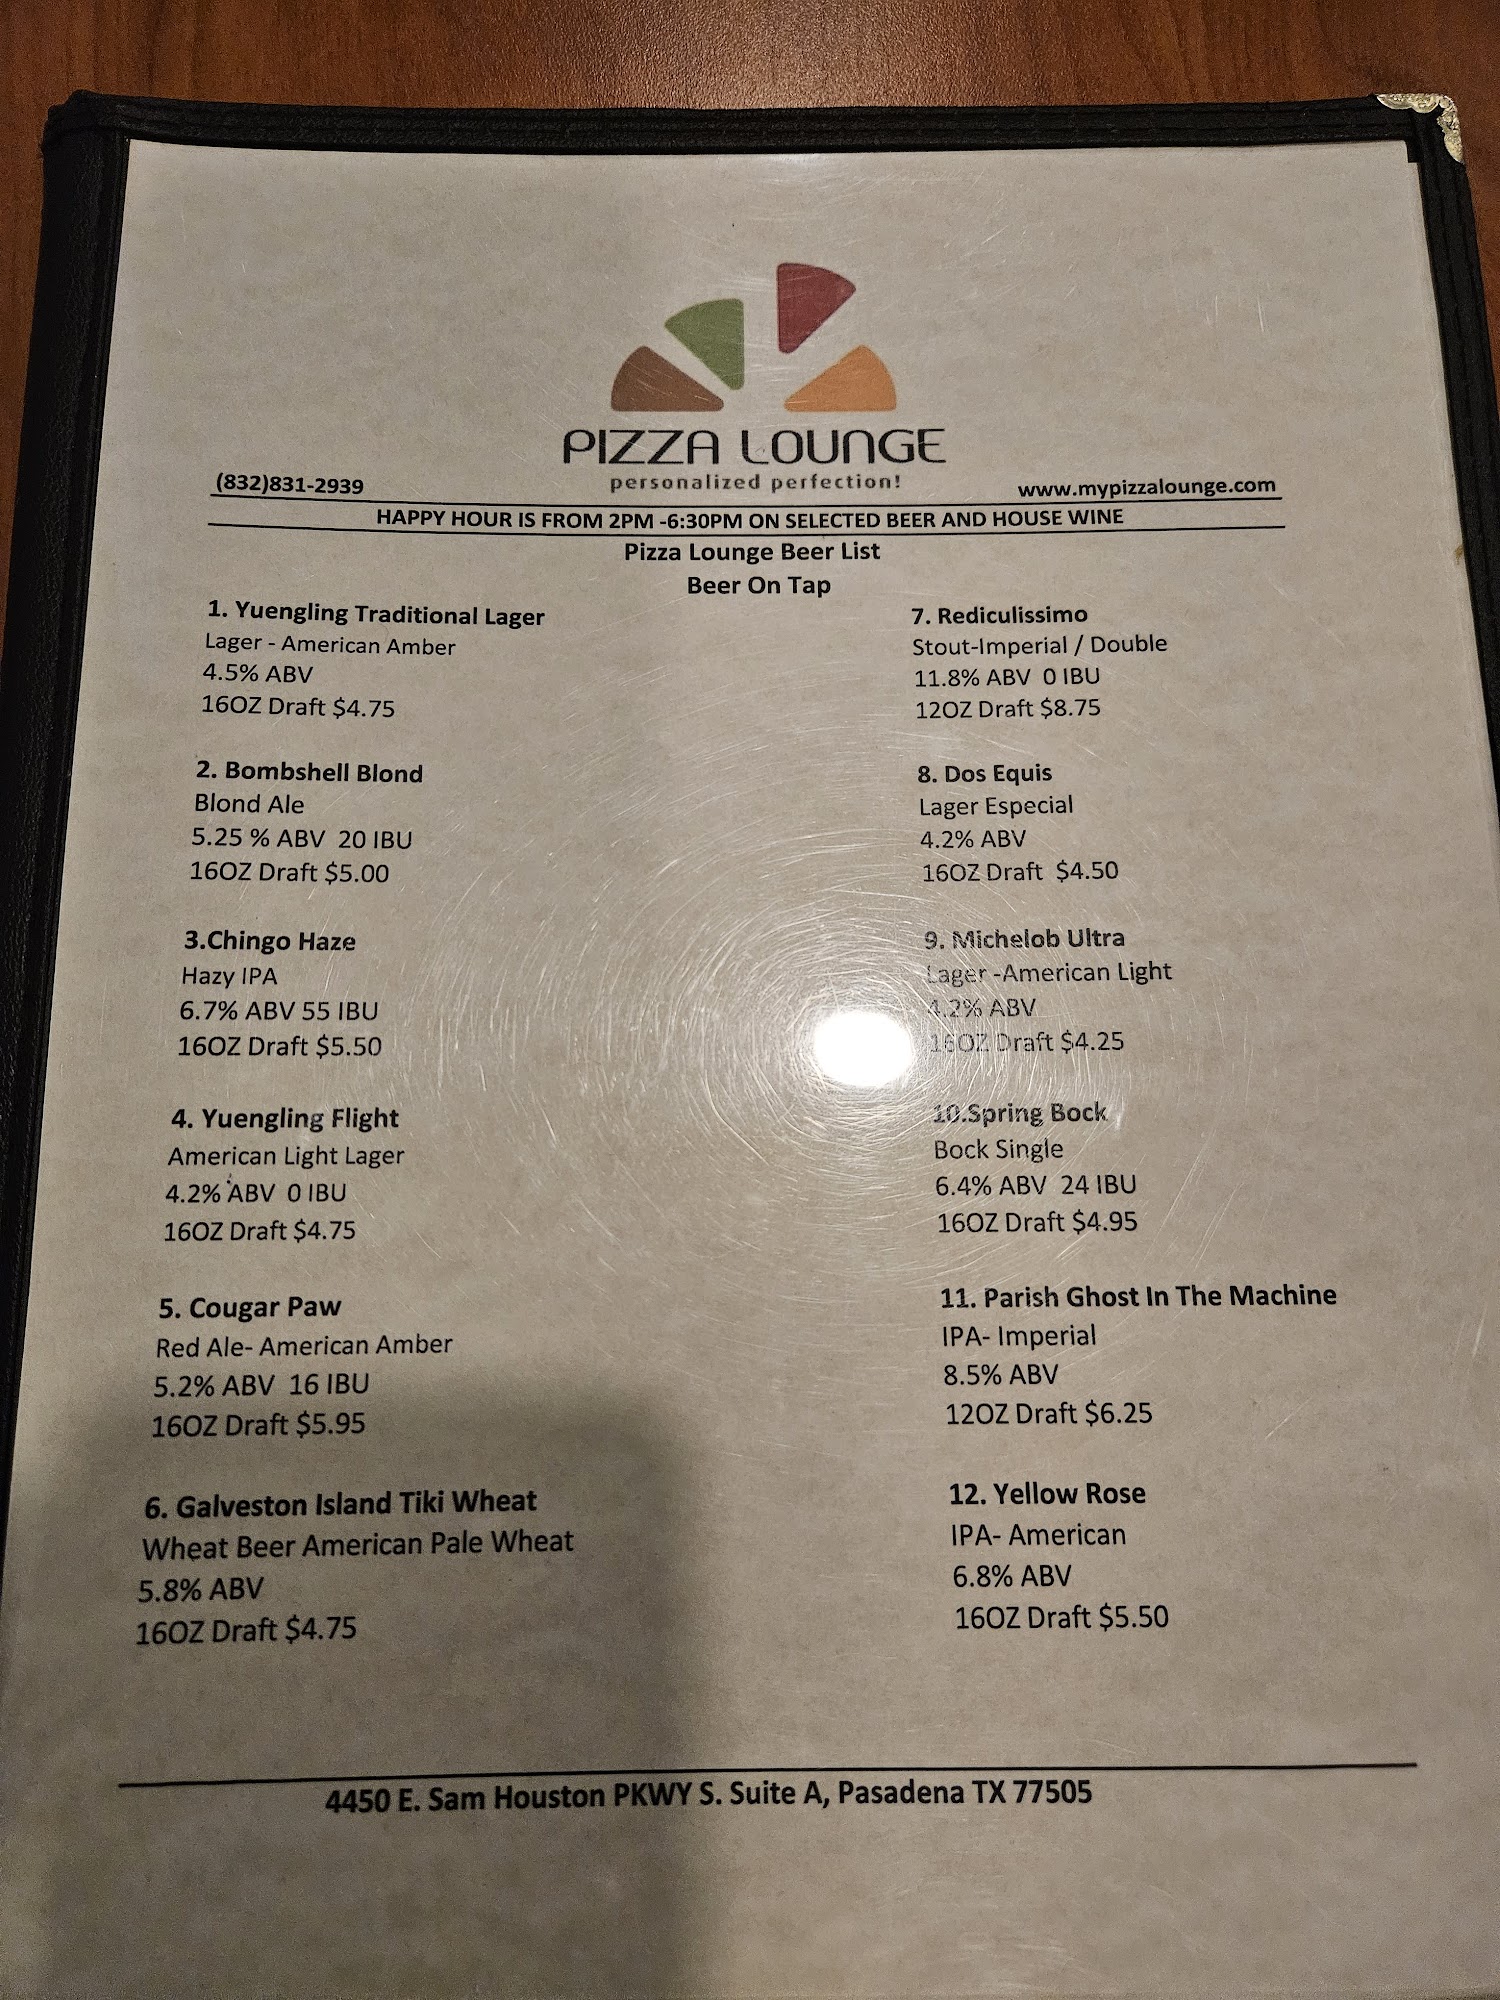 PIZZA LOUNGE
personalized perfection!
(832)831-2939
www.mypizzalounge.com
HAPPY HOUR IS FROM 2PM -6:30PM ON SELECTED BEER AND HOUSE WINE
Pizza Lounge Beer List
Beer On Tap
1. Yuengling Traditional Lager
Lager - American Amber
4.5% ABV
16OZ Draft $4.75
2. Bombshell Blond
Blond Ale
5.25 % ABV 20 IBU
16OZ Draft $5.00
3.Chingo Haze
Hazy IPA
6.7% ABV 55 IBU
16OZ Draft $5.50
4. Yuengling Flight
American Light Lager
4.2% ABV 0 IBU
16OZ Draft $4.75
5. Cougar Paw
Red Ale- American Amber
5.2% ABV 16 IBU
16OZ Draft $5.95
6. Galveston Island Tiki Wheat
Wheat Beer American Pale Wheat
5.8% ABV
16OZ Draft $4.75
7. Rediculissimo
Stout-Imperial / Double
11.8% ABV 0 IBU
12OZ Draft $8.75
8. Dos Equis
Lager Especial
4.2% ABV
16OZ Draft $4.50
9. Michelob Ultra
Lager -American Light
4.2% ABV
16OZ Draft $4.25
10.Spring Bock
Bock Single
6.4% ABV 24 IBU
16OZ Draft $4.95
11. Parish Ghost In The Machine
IPA- Imperial
8.5% ABV
12OZ Draft $6.25
12. Yellow Rose
IPA- American
6.8% ABV
16OZ Draft $5.50
4450 E. Sam Houston PKWY S. Suite A, Pasadena TX 77505